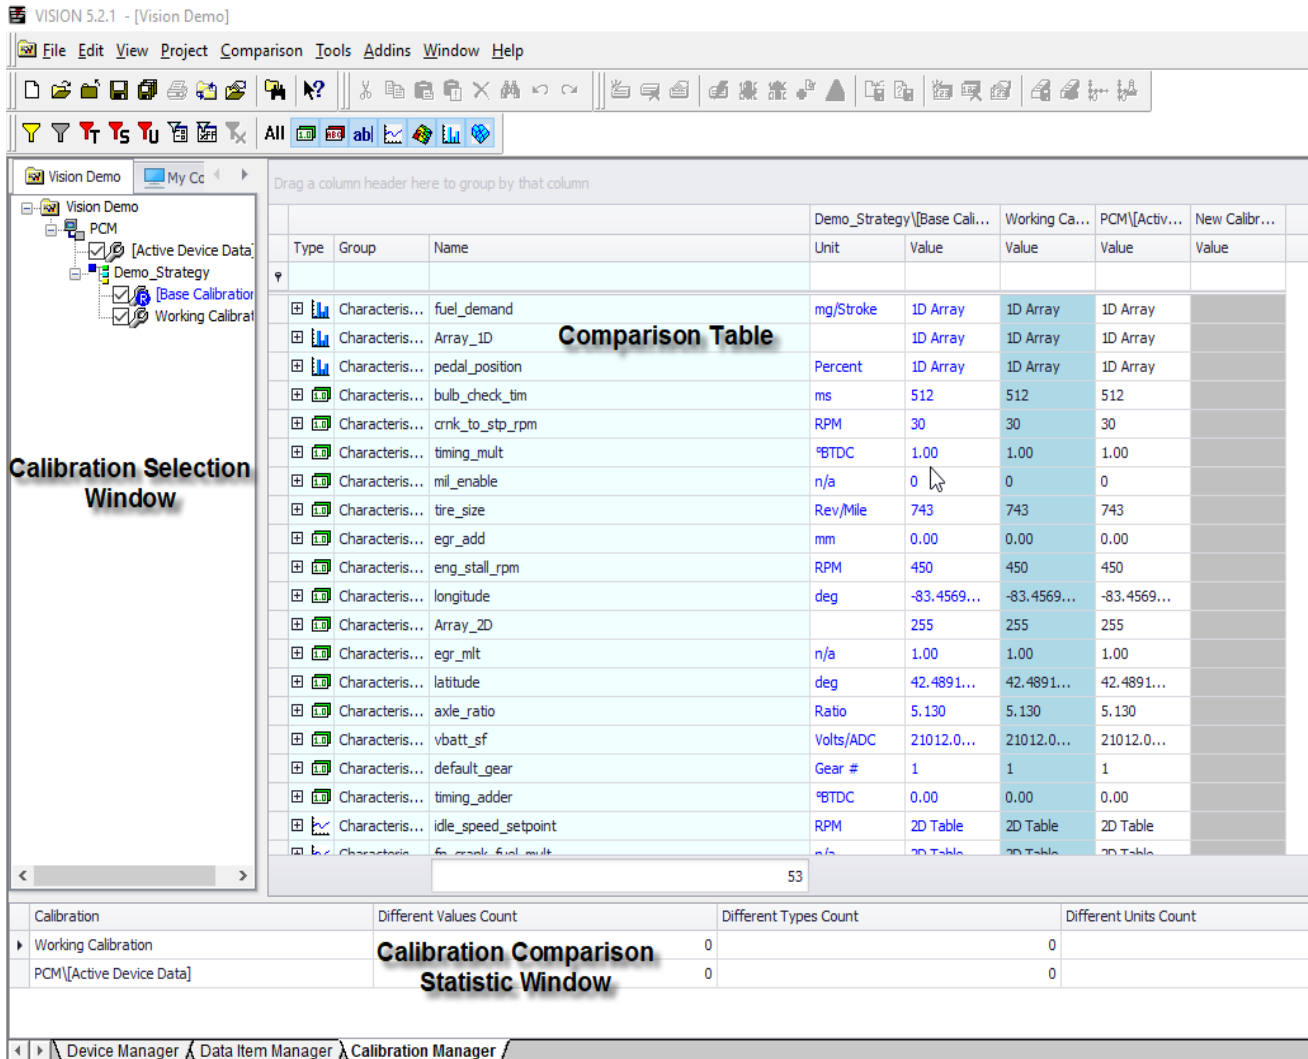 VISION 5.2.1 - [Vision Demo]
File Edit View Project Comparison Tools Addins Window Help
All
Vision Demo My Co
Drag a column header here to group by that column
Vision Demo
PCM
[Active Device Data]
Demo_Strategy
[Base Calibration
Working Calibrat
Calibration Selection
Window
Demo_Strategy\[Base Cali... Working Ca... PCM\[Activ... New Calibr...
Type Group Name Unit Value Value Value Value
Characteris... fuel_demand mg/Stroke 1D Array 1D Array 1D Array
Comparison Table
Characteris... Array_1D 1D Array 1D Array 1D Array
Characteris... pedal_position Percent 1D Array 1D Array 1D Array
Characteris... bulb_check_tim ms 512 512 512
Characteris... crnk_to_stp_rpm RPM 30 30 30
Characteris... timing_mult ºBTDC 1.00 1.00 1.00
Characteris... mil_enable n/a 0 0 0
Characteris... tire_size Rev/Mile 743 743 743
Characteris... egr_add mm 0.00 0.00 0.00
Characteris... eng_stall_rpm RPM 450 450 450
Characteris... longitude deg -83.4569... -83.4569... -83.4569...
Characteris... Array_2D 255 255 255
Characteris... egr_mlt n/a 1.00 1.00 1.00
Characteris... latitude deg 42.4891... 42.4891... 42.4891...
Characteris... axle_ratio Ratio 5.130 5.130 5.130
Characteris... vbatt_sf Volts/ADC 21012.0... 21012.0... 21012.0...
Characteris... default_gear Gear # 1 1 1
Characteris... timing_adder ºBTDC 0.00 0.00 0.00
Characteris... idle_speed_setpoint RPM 2D Table 2D Table 2D Table
Characteris... fn_crank_fuel_mult n/a 2D Table 2D Table 2D Table
53
Calibration Different Values Count Different Types Count Different Units Count
Working Calibration 0 0
PCM\[Active Device Data] 0 0
Calibration Comparison
Statistic Window
Device Manager Data Item Manager Calibration Manager